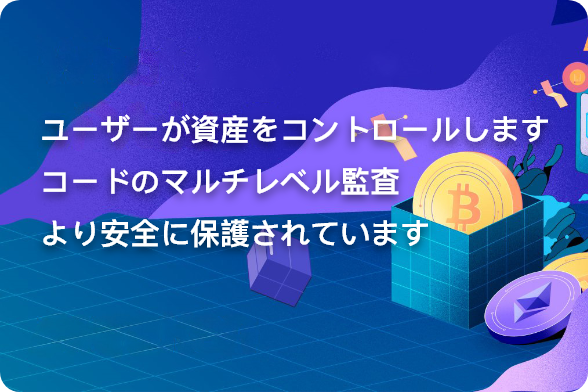 ユーザーが資産をコントロールします
コードのマルチレベル監査
より安全に保護されています